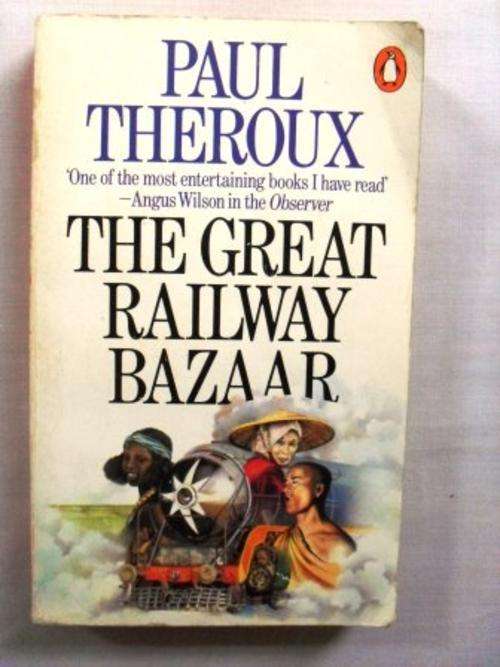 PAUL
THEROUX
'One of the most entertaining books I have read'
—Angus Wilson in the Observer
THE GREAT
RAILWAY
BAZAAR